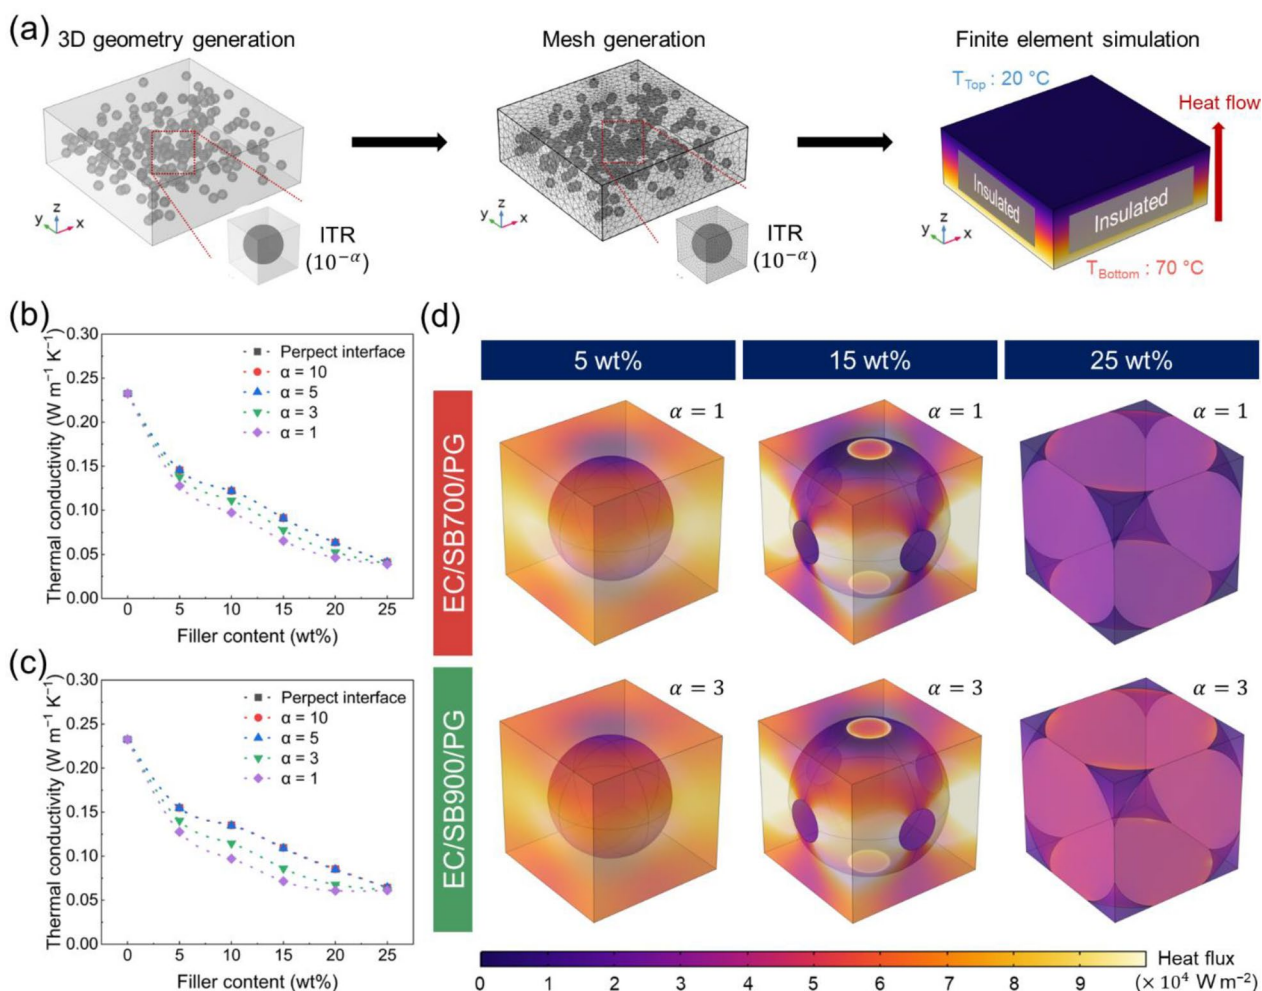 (a)
3D geometry generation
Mesh generation
Finite element simulation
T_Top : 20 °C
Heat flow
Insulated
Insulated
T_Bottom : 70 °C
z
y
x
ITR
(10^−α)
z
y
x
ITR
(10^−α)
z
y
x
(b)
Thermal conductivity (W m⁻¹ K⁻¹)
0.30
0.25
0.20
0.15
0.10
0.05
0.00
Perpect interface
α = 10
α = 5
α = 3
α = 1
0 5 10 15 20 25
Filler content (wt%)
(c)
Thermal conductivity (W m⁻¹ K⁻¹)
0.30
0.25
0.20
0.15
0.10
0.05
0.00
Perpect interface
α = 10
α = 5
α = 3
α = 1
0 5 10 15 20 25
Filler content (wt%)
(d)
5 wt% 15 wt% 25 wt%
EC/SB700/PG
α = 1 α = 1 α = 1
EC/SB900/PG
α = 3 α = 3 α = 3
0 1 2 3 4 5 6 7 8 9
Heat flux
(× 10⁴ W m⁻²)